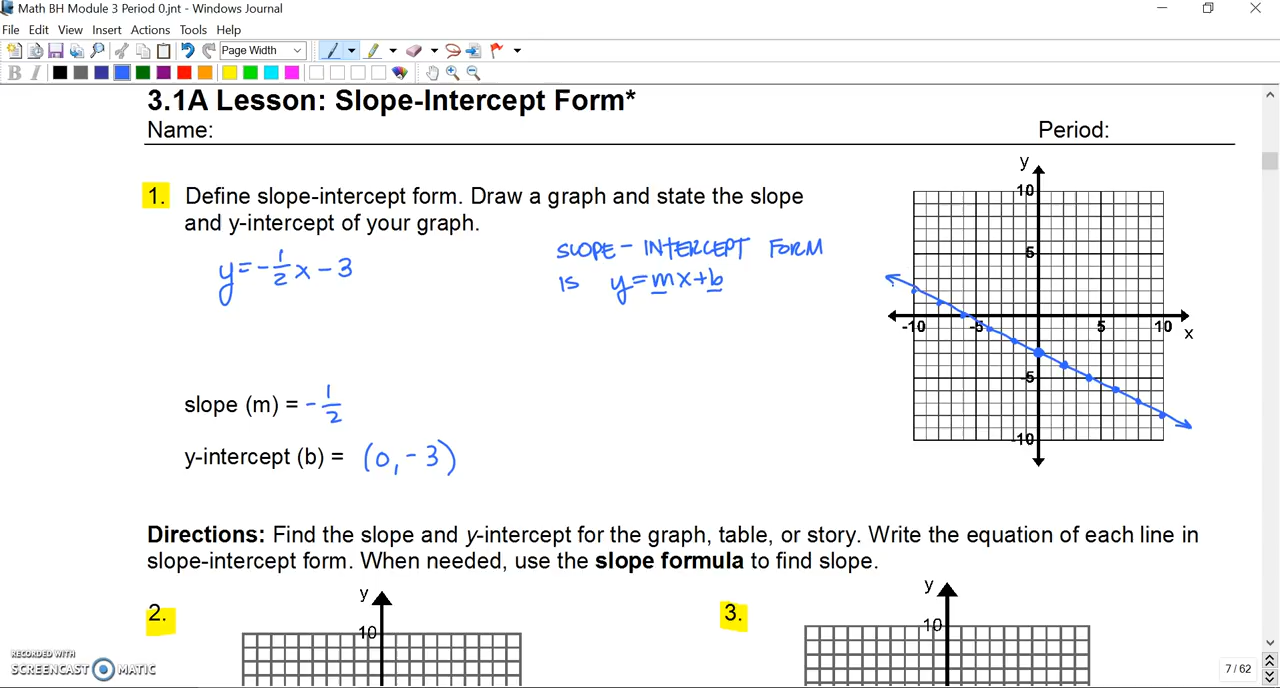 Math BH Module 3 Period 0.jnt - Windows Journal
File Edit View Insert Actions Tools Help
Page Width
B I
3.1A Lesson: Slope-Intercept Form*
Name: Period:
1. Define slope-intercept form. Draw a graph and state the slope
and y-intercept of your graph.
y=-1/2x-3
SLOPE-INTERCEPT FORM
IS y=mx+b
slope (m) = -1/2
y-intercept (b) = (0,-3)
y
10
5
-10 -5 5 10
x
-5
-10
Directions: Find the slope and y-intercept for the graph, table, or story. Write the equation of each line in
slope-intercept form. When needed, use the slope formula to find slope.
2. y
10
3. y
10
RECORDED WITH
SCREENCAST MATIC
7 / 62